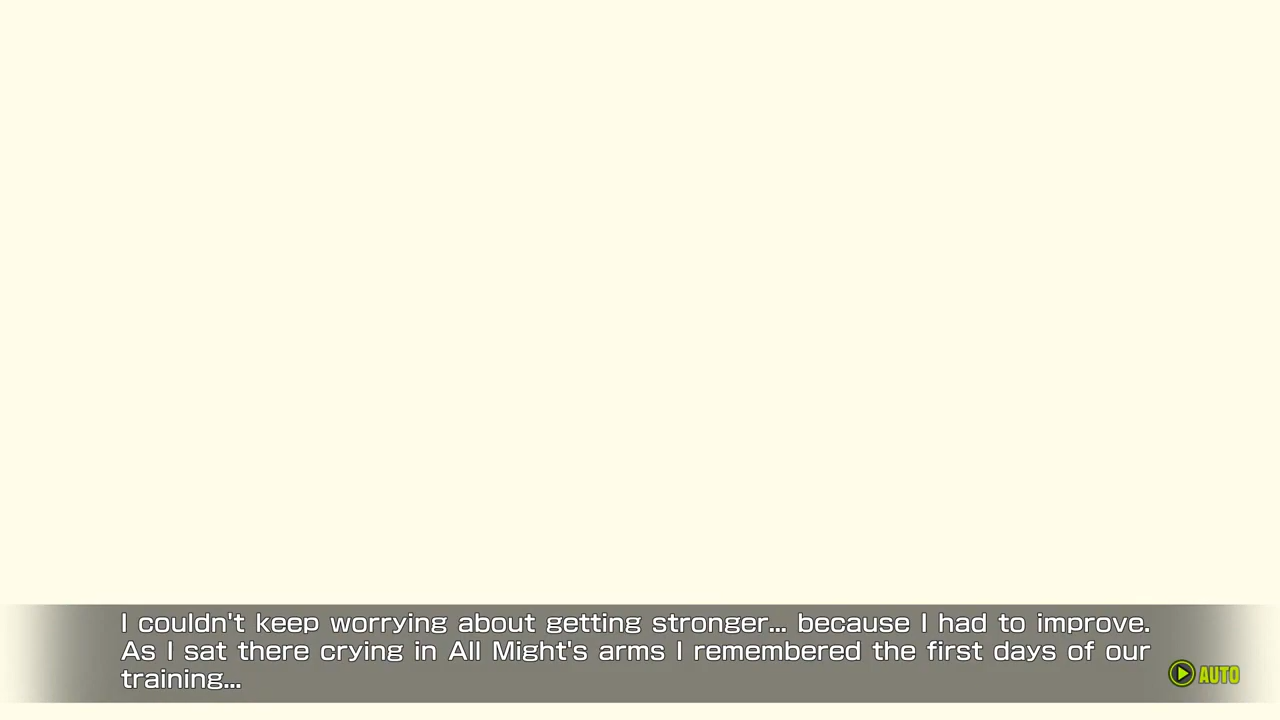 I couldn't keep worrying about getting stronger... because I had to improve.
As I sat there crying in All Might's arms I remembered the first days of our
training...
AUTO